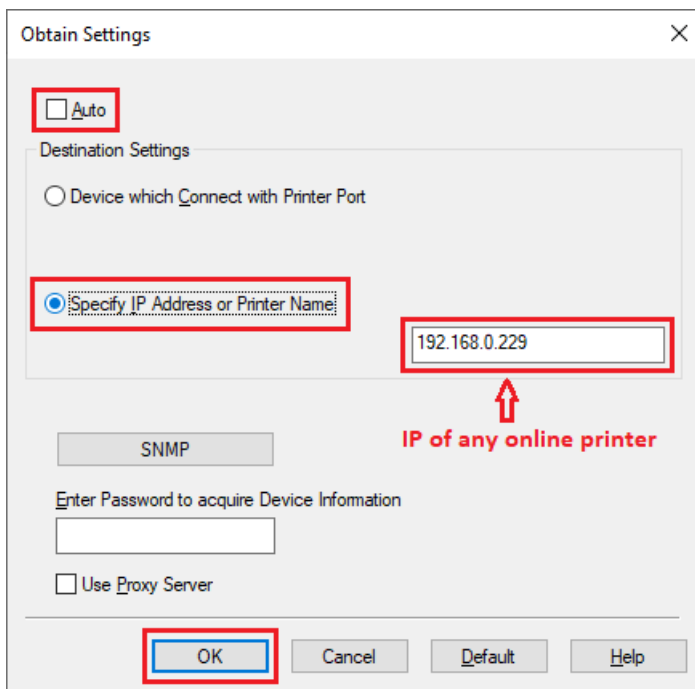 Obtain Settings
Auto
Destination Settings
Device which Connect with Printer Port
Specify IP Address or Printer Name
192.168.0.229
IP of any online printer
SNMP
Enter Password to acquire Device Information
Use Proxy Server
OK Cancel Default Help